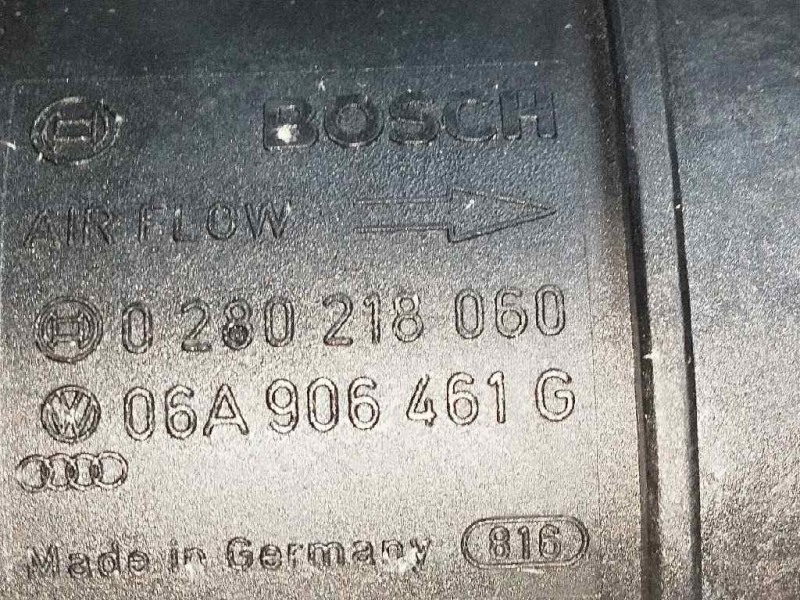 BOSCH
AIR FLOW
0 280 218 060
06A 906 461 G
Made in Germany 816